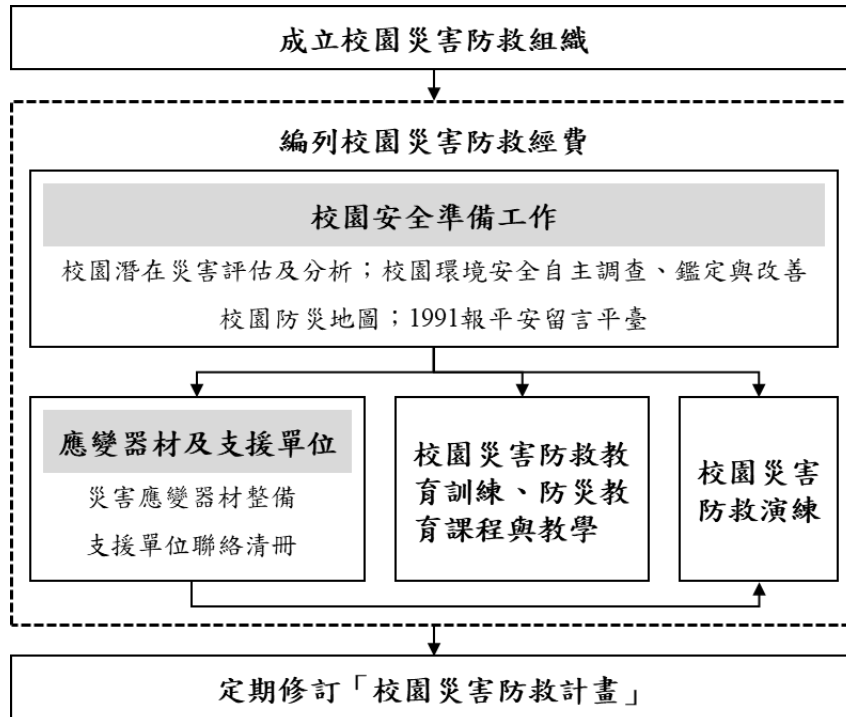 成立校園災害防救組織
編列校園災害防救經費
校園安全準備工作
校園潛在災害評估及分析；校園環境安全自主調查、鑑定與改善
校園防災地圖；1991報平安留言平臺
應變器材及支援單位
災害應變器材整備
支援單位聯絡清冊
校園災害防救教
育訓練、防災教
育課程與教學
校園災害
防救演練
定期修訂「校園災害防救計畫」